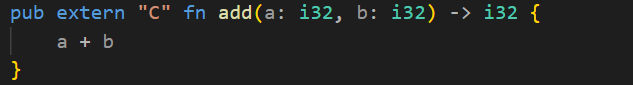 pub extern "C" fn add(a: i32, b: i32) -> i32 {
    a + b
}